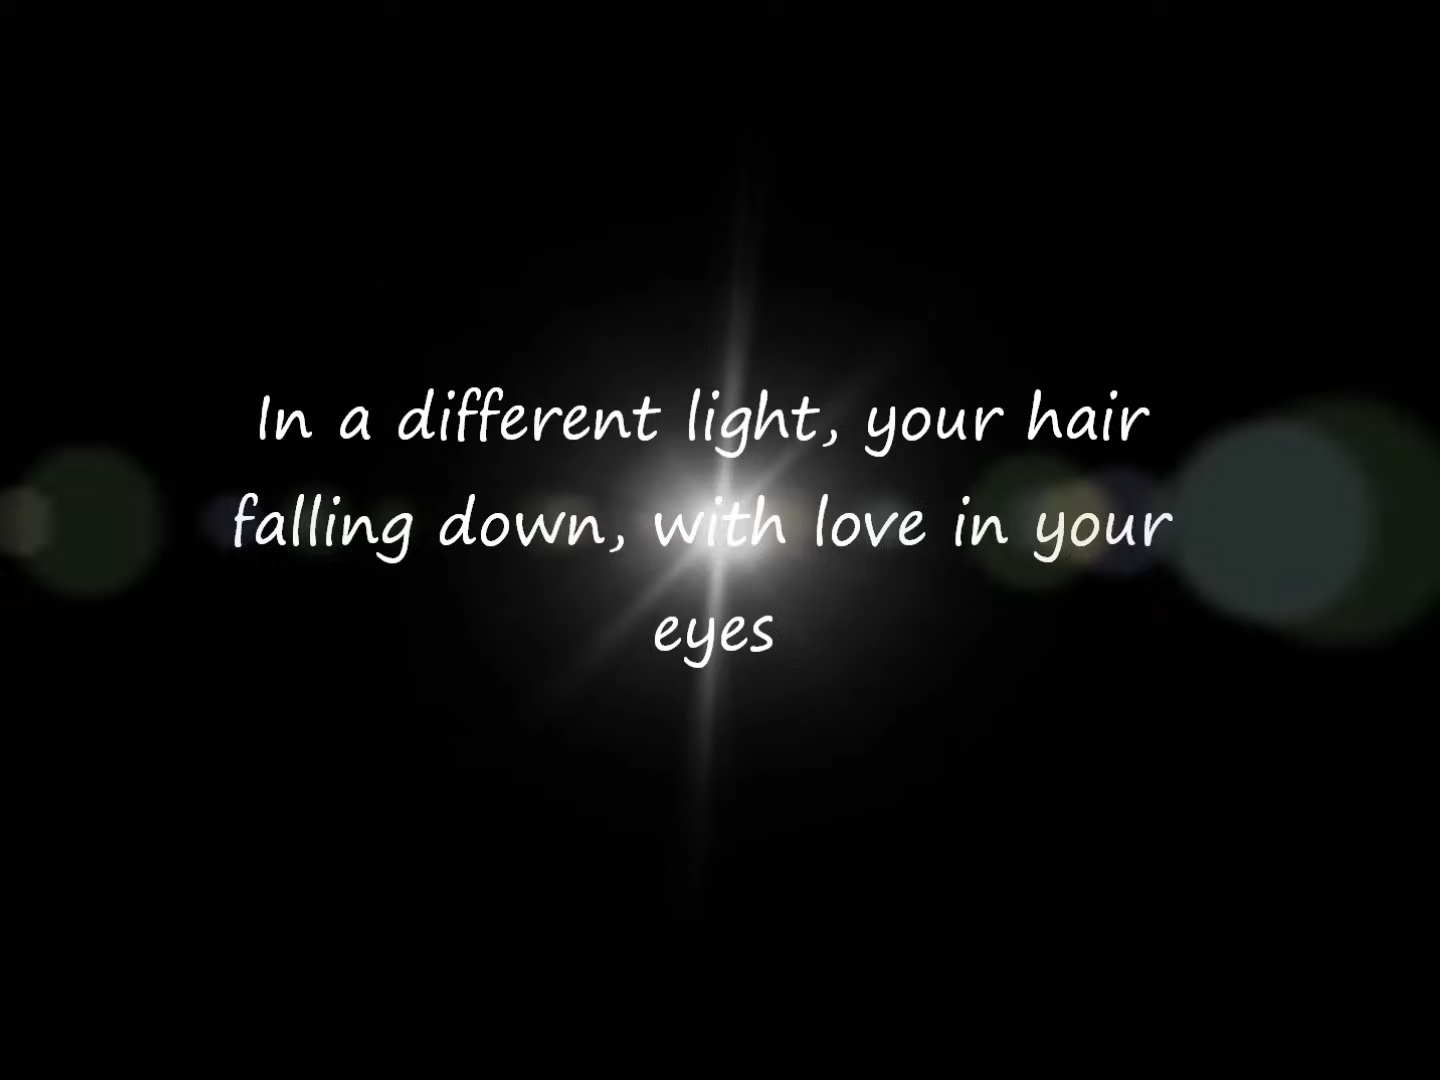 In a different light, your hair
falling down, with love in your
eyes